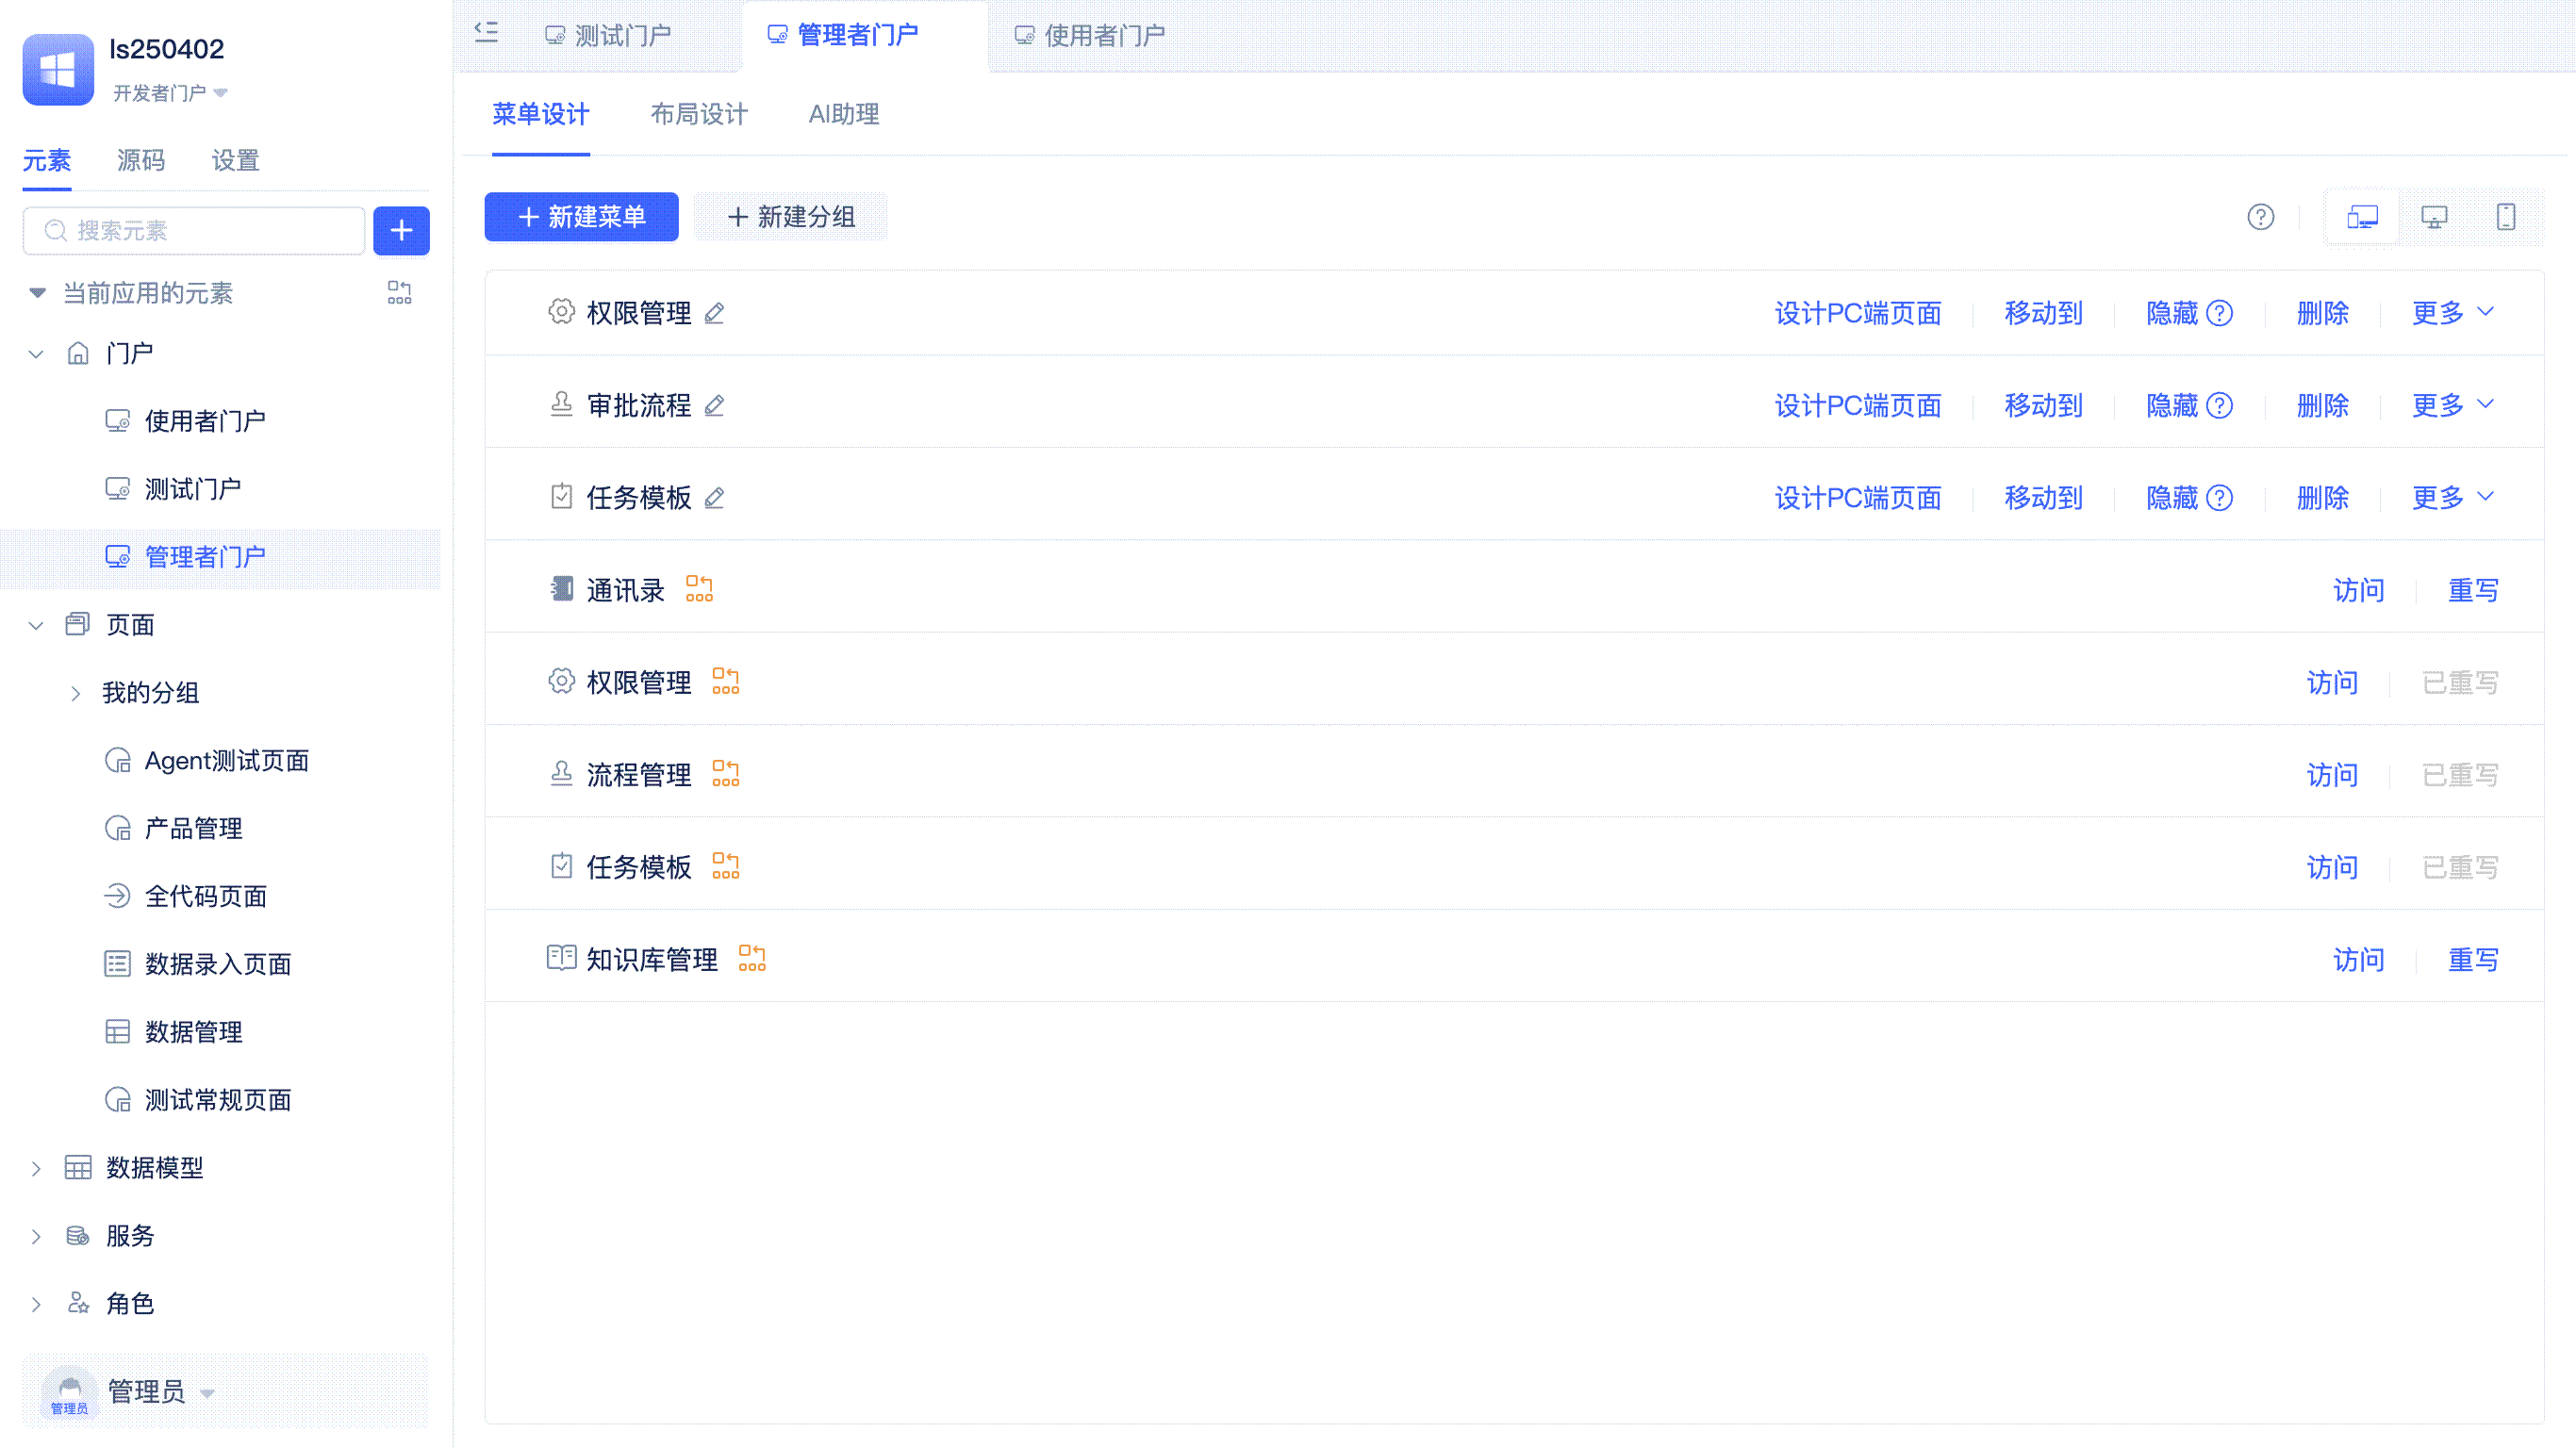 ls250402
开发者门户
元素 源码 设置
搜索元素
当前应用的元素
门户
使用者门户
测试门户
管理者门户
页面
我的分组
Agent测试页面
产品管理
全代码页面
数据录入页面
数据管理
测试常规页面
数据模型
服务
角色
管理员
管理员
测试门户 管理者门户 使用者门户
菜单设计 布局设计 AI助理
新建菜单 新建分组
权限管理 设计PC端页面 移动到 隐藏 删除 更多
审批流程 设计PC端页面 移动到 隐藏 删除 更多
任务模板 设计PC端页面 移动到 隐藏 删除 更多
通讯录 访问 重写
权限管理 访问 已重写
流程管理 访问 已重写
任务模板 访问 已重写
知识库管理 访问 重写